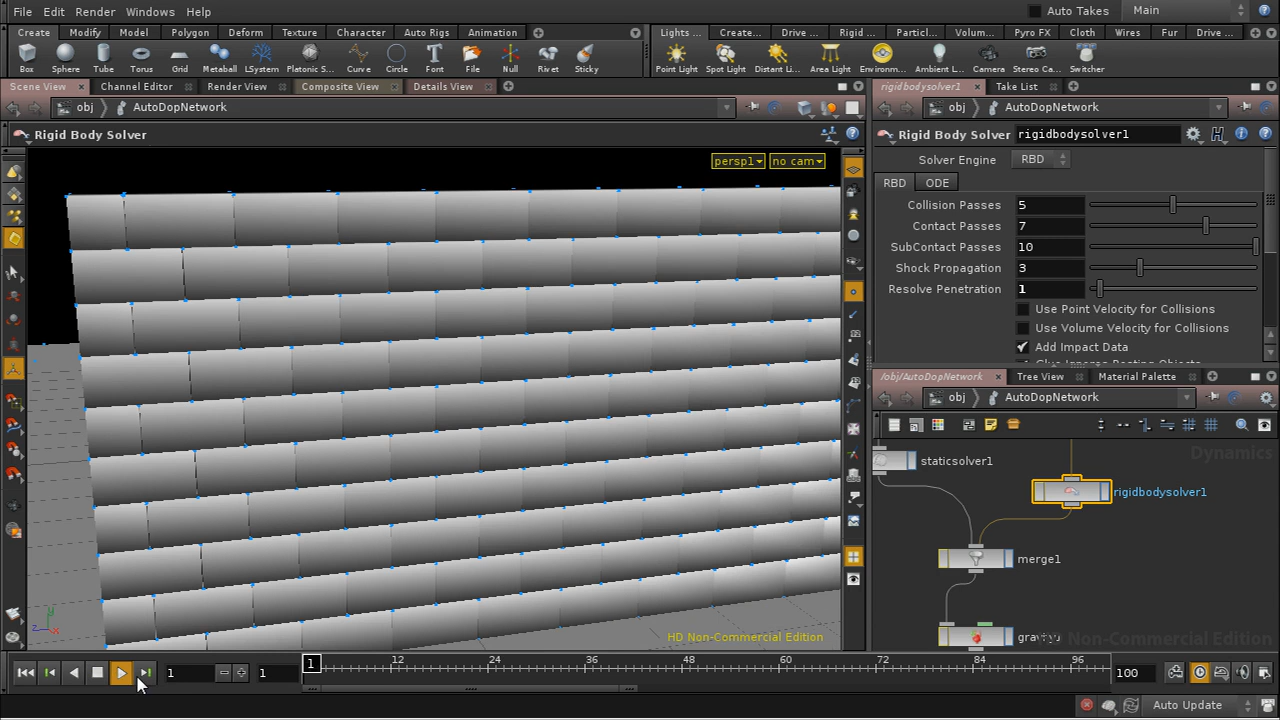 File Edit Render Windows Help
Auto Takes Main
Create Modify Model Polygon Deform Texture Character Auto Rigs Animation
Lights ... Create... Drive ... Rigid ... Particl... Volum... Pyro FX Cloth Wires Fur Drive ...
Box Sphere Tube Torus Grid Metaball LSystem Platonic S... Curve Circle Font File Null Rivet Sticky
Point Light Spot Light Distant Li... Area Light Environm... Ambient L... Camera Stereo Ca... Switcher
Scene View Channel Editor Render View Composite View Details View
rigidbodysolver1 Take List
obj AutoDopNetwork
obj AutoDopNetwork
Rigid Body Solver
Rigid Body Solver rigidbodysolver1
persp1 no cam
Solver Engine RBD
RBD ODE
Collision Passes 5
Contact Passes 7
SubContact Passes 10
Shock Propagation 3
Resolve Penetration 1
Use Point Velocity for Collisions
Use Volume Velocity for Collisions
Add Impact Data
/obj/AutoDopNetwork Tree View Material Palette
obj AutoDopNetwork
Dynamics
staticsolver1
rigidbodysolver1
merge1
HD Non-Commercial Edition
HD Non-Commercial Edition
1 1 1 12 24 36 48 60 72 84 96 100
Auto Update